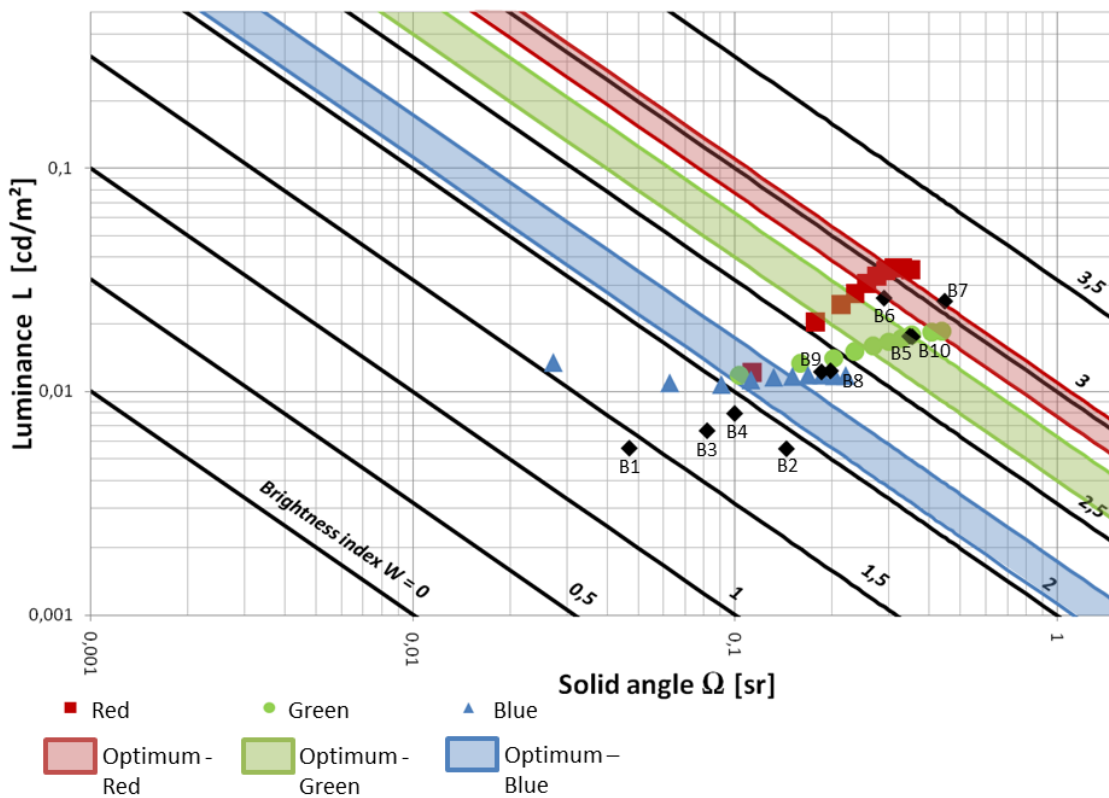 Luminance L [cd/m²]
0,1
0,01
0,001
B1
B3
B4
B2
B9
B8
B6
B7
B5
B10
Brightness index W = 0
0,5
1
1,5
2
2,5
3
3,5
0,001
0,01
0,1
1
Solid angle Ω [sr]
Red
Green
Blue
Optimum -
Red
Optimum -
Green
Optimum –
Blue